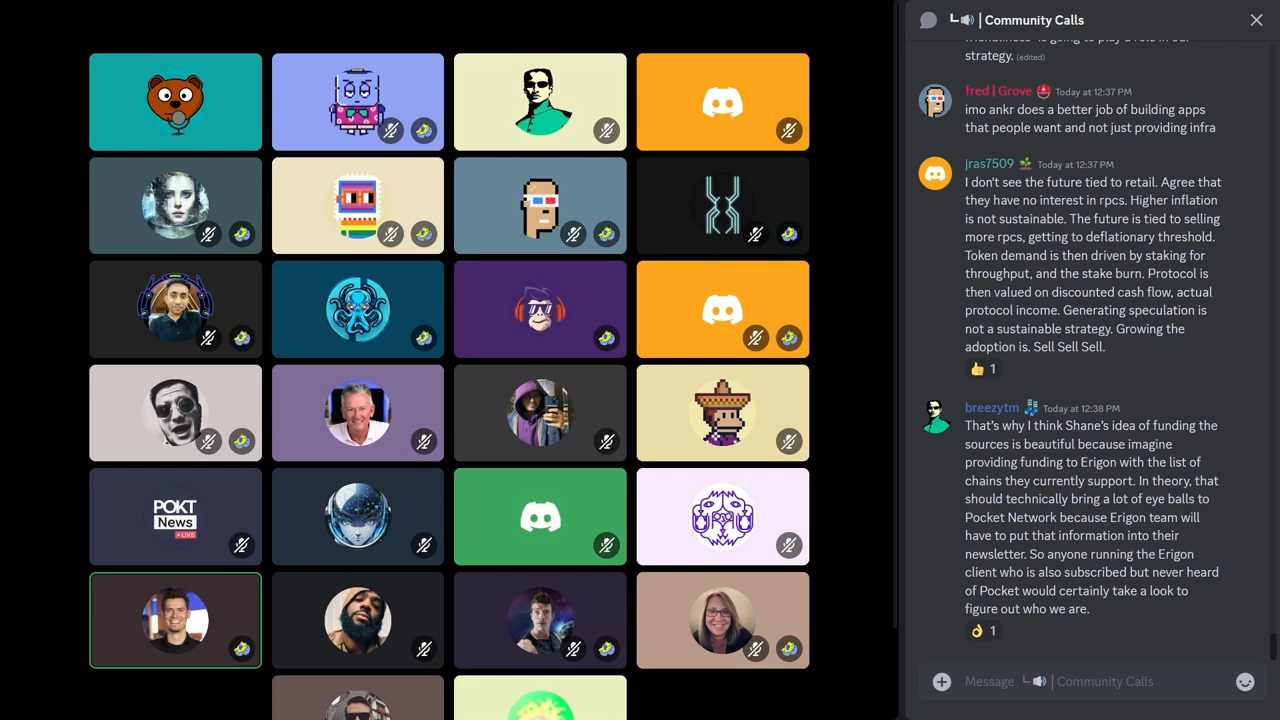 POKT
News
LIVE
Community Calls
strategy. (edited)
fred | Grove Today at 12:37 PM
imo ankr does a better job of building apps
that people want and not just providing infra
jras7509 Today at 12:37 PM
I don't see the future tied to retail. Agree that
they have no interest in rpcs. Higher inflation
is not sustainable. The future is tied to selling
more rpcs, getting to deflationary threshold.
Token demand is then driven by staking for
throughput, and the stake burn. Protocol is
then valued on discounted cash flow, actual
protocol income. Generating speculation is
not a sustainable strategy. Growing the
adoption is. Sell Sell Sell.
👍 1
breezytm Today at 12:38 PM
That's why I think Shane's idea of funding the
sources is beautiful because imagine
providing funding to Erigon with the list of
chains they currently support. In theory, that
should technically bring a lot of eye balls to
Pocket Network because Erigon team will
have to put that information into their
newsletter. So anyone running the Erigon
client who is also subscribed but never heard
of Pocket would certainly take a look to
figure out who we are.
👌 1
Message Community Calls